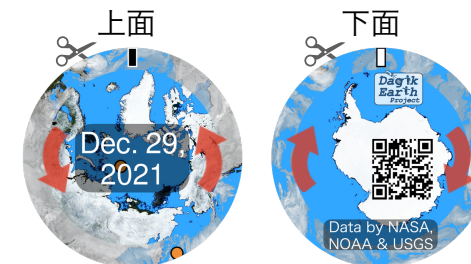 上面
下面
Dec. 29,
2021
Dagik
Earth
Project
Data by NASA,
NOAA & USGS